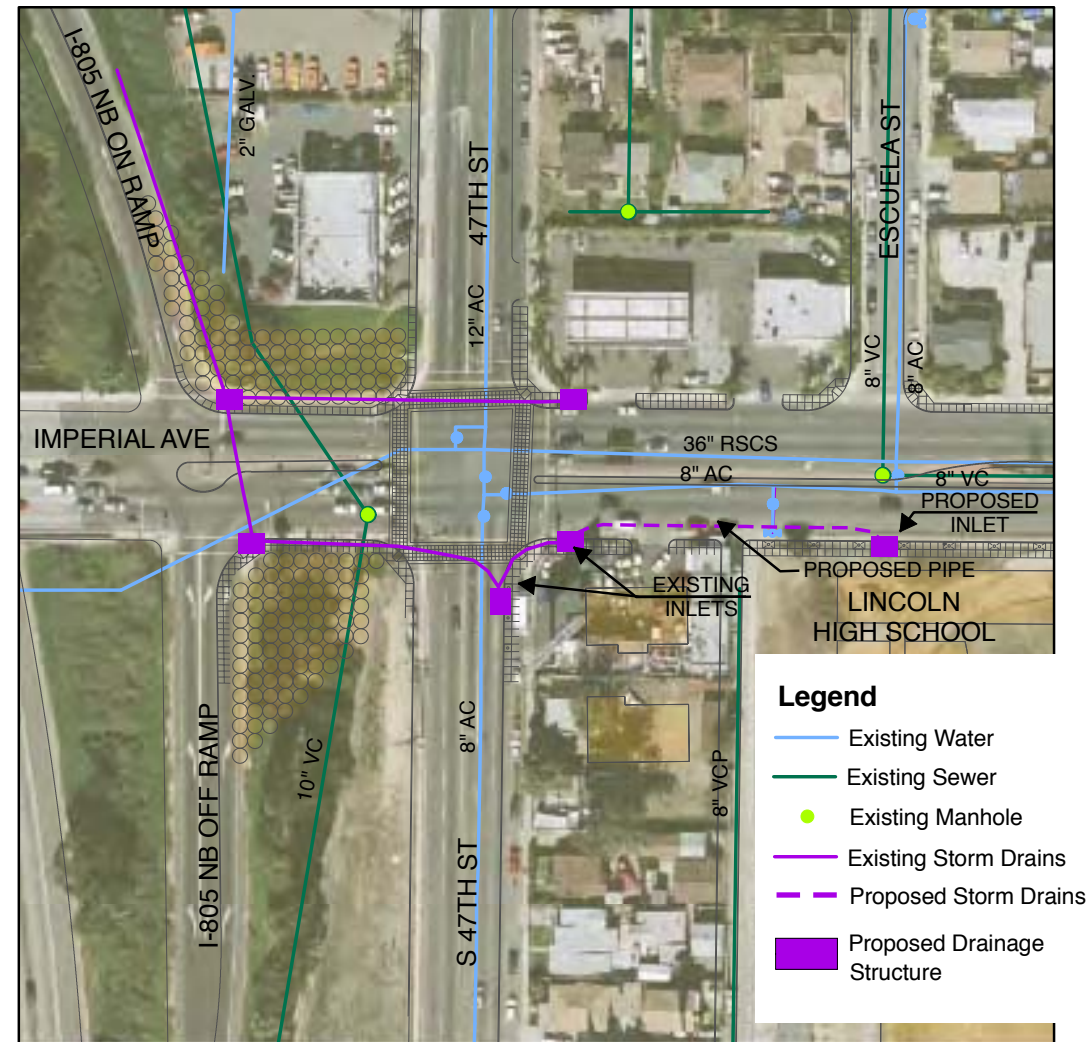 I-805 NB ON RAMP
2" GALV.
47TH ST
12" AC
ESCUELA ST
8" VC
8" AC
IMPERIAL AVE
36" RSCS
8" AC
8" VC
PROPOSED
INLET
PROPOSED PIPE
EXISTING
INLETS
LINCOLN
HIGH SCHOOL
I-805 NB OFF RAMP
10" VC
8" AC
S 47TH ST
8" VCP
Legend
Existing Water
Existing Sewer
Existing Manhole
Existing Storm Drains
Proposed Storm Drains
Proposed Drainage
Structure